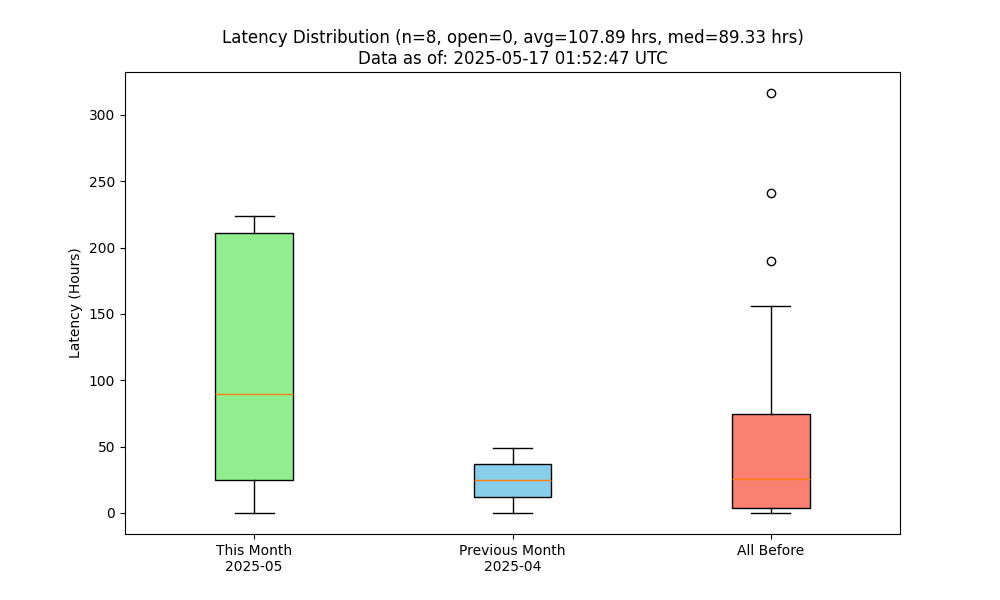 Latency Distribution (n=8, open=0, avg=107.89 hrs, med=89.33 hrs)
Data as of: 2025-05-17 01:52:47 UTC
300
250
200
150
100
50
0
Latency (Hours)
This Month
2025-05
Previous Month
2025-04
All Before